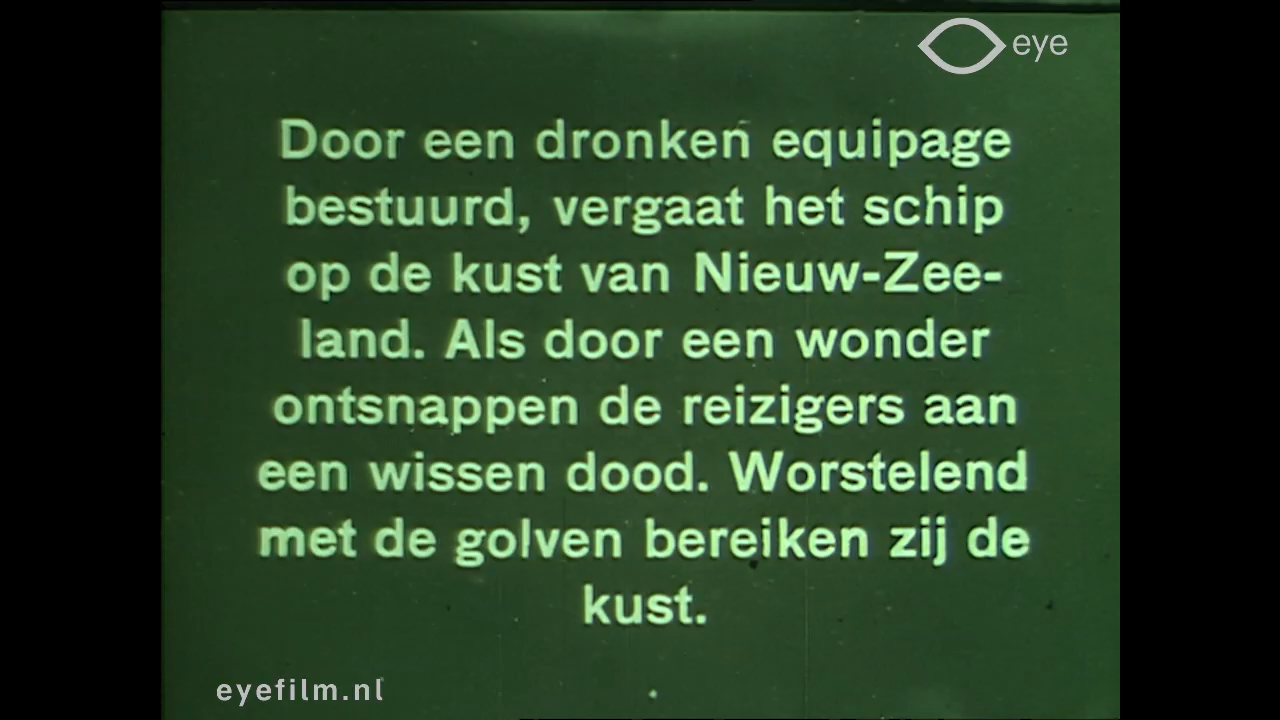 eye
Door een dronken equipage
bestuurd, vergaat het schip
op de kust van Nieuw-Zee-
land. Als door een wonder
ontsnappen de reizigers aan
een wissen dood. Worstelend
met de golven bereiken zij de
kust.
eyefilm.nl